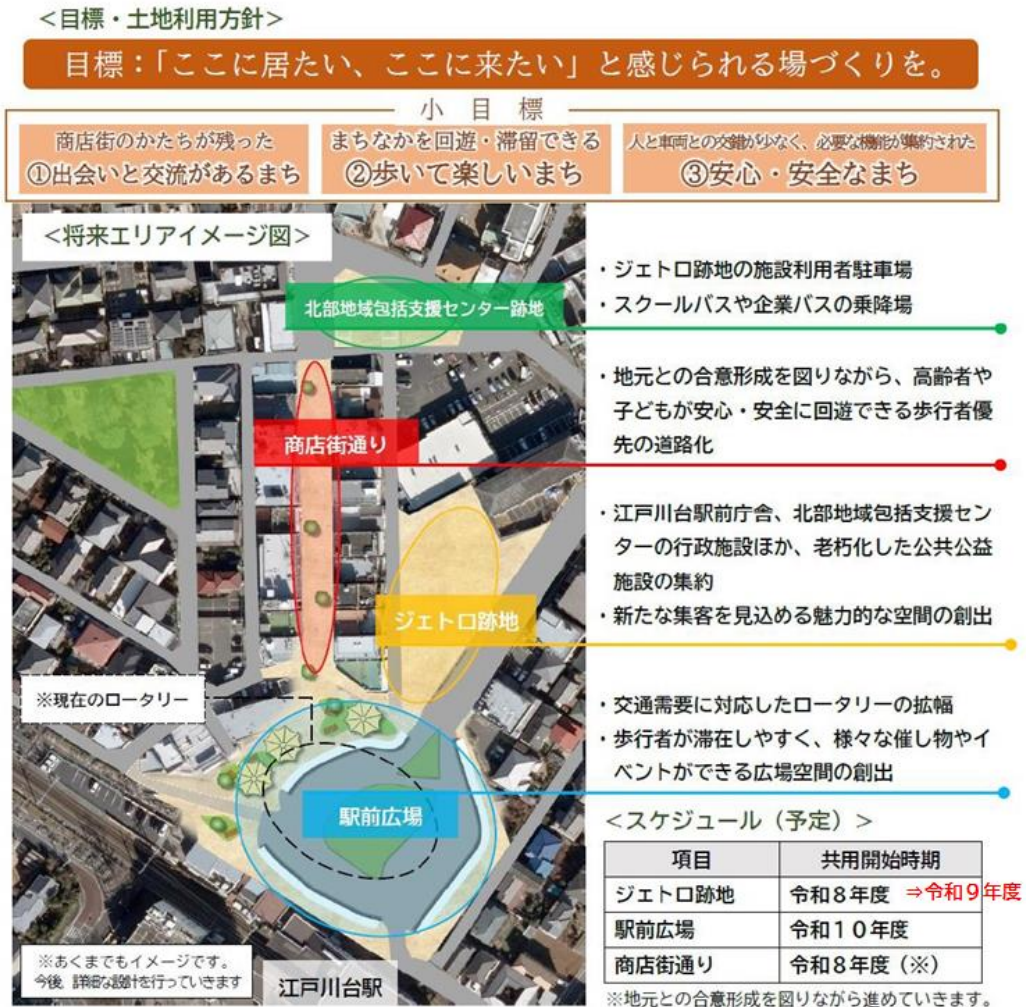 ＜目標・土地利用方針＞
目標：「ここに居たい、ここに来たい」と感じられる場づくりを。
小 目 標
商店街のかたちが残った
①出会いと交流があるまち
まちなかを回遊・滞留できる
②歩いて楽しいまち
人と車両との交錯が少なく、必要な機能が集約された
③安心・安全なまち
＜将来エリアイメージ図＞
北部地域包括支援センター跡地
・ジェトロ跡地の施設利用者駐車場
・スクールバスや企業バスの乗降場
商店街通り
・地元との合意形成を図りながら、高齢者や
子どもが安心・安全に回遊できる歩行者優
先の道路化
ジェトロ跡地
・江戸川台駅前庁舎、北部地域包括支援セン
ターの行政施設ほか、老朽化した公共公益
施設の集約
・新たな集客を見込める魅力的な空間の創出
※現在のロータリー
駅前広場
・交通需要に対応したロータリーの拡幅
・歩行者が滞在しやすく、様々な催し物やイ
ベントができる広場空間の創出
※あくまでもイメージです。
今後、詳細な設計を行っていきます
江戸川台駅
＜スケジュール（予定）＞
項目 共用開始時期
ジェトロ跡地 令和８年度 ⇒令和９年度
駅前広場 令和１０年度
商店街通り 令和８年度（※）
※地元との合意形成を図りながら進めていきます。